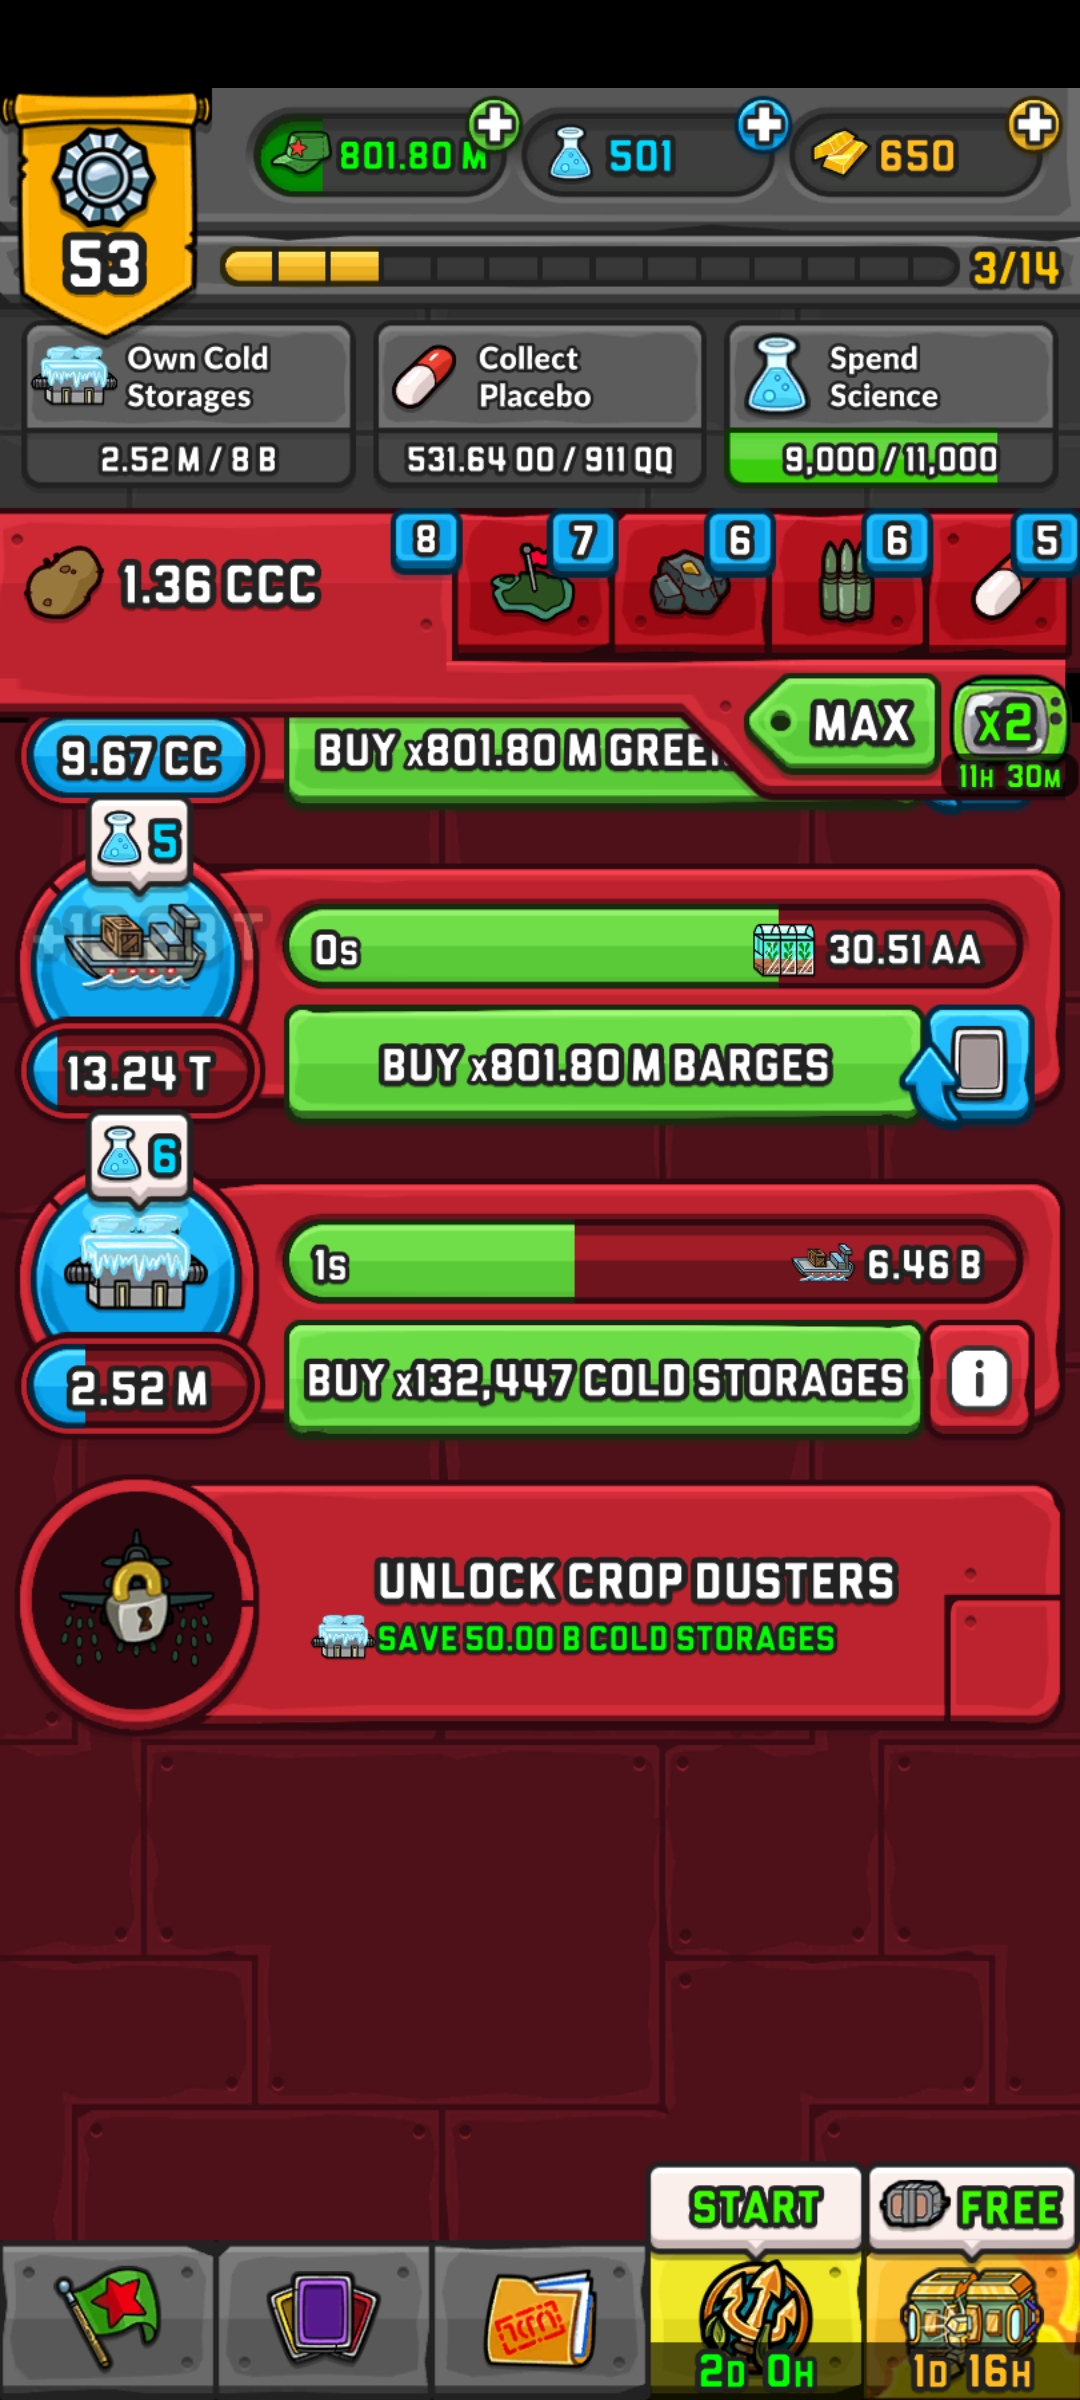 801.80 M
501
650
53
3/14
Own Cold
Storages
2.52 M / 8 B
Collect
Placebo
531.64 OO / 911 QQ
Spend
Science
9,000 / 11,000
1.36 CCC
8
7
6
6
5
MAX
x2
11H 30M
9.67 CC
BUY x801.80 M GREE
5
0s
30.51 AA
13.24 T
BUY x801.80 M BARGES
6
1s
6.46 B
2.52 M
BUY x132,447 COLD STORAGES
i
UNLOCK CROP DUSTERS
SAVE 50.00 B COLD STORAGES
START
FREE
2D 0H
1D 16H